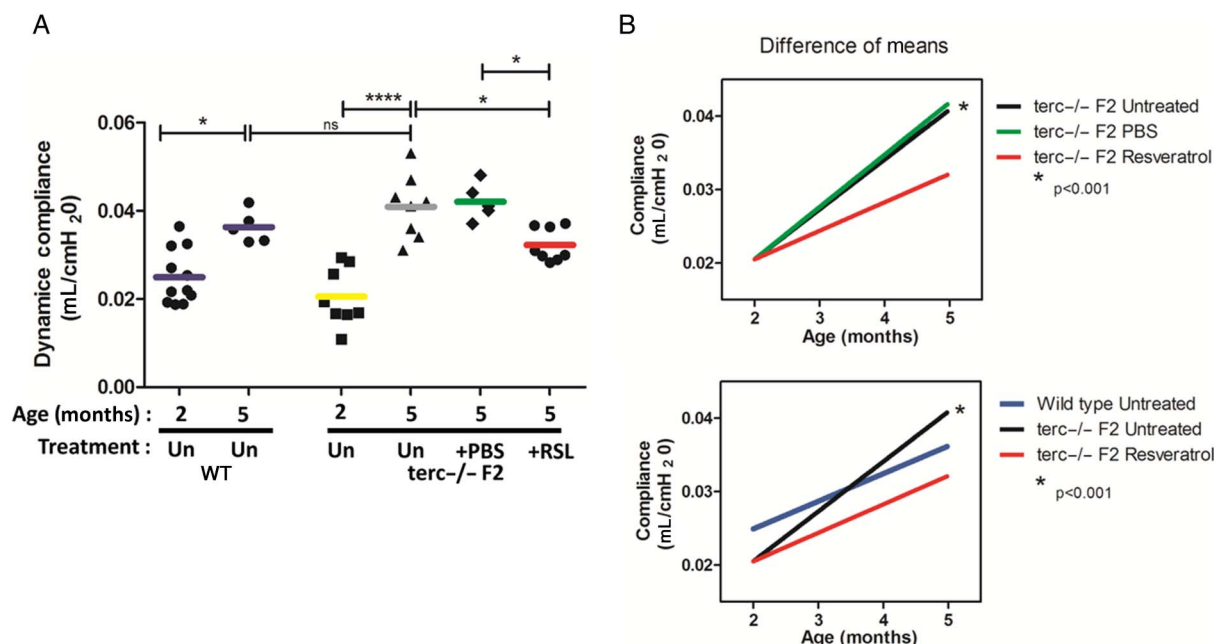 A
Dynamice compliance
(mL/cmH 20)
0.06
0.04
0.02
0.00
*
ns
****
*
*
Age (months) :
2
5
2
5
5
5
Treatment :
Un
Un
Un
Un
+PBS
+RSL
WT
terc−/− F2
B
Difference of means
Compliance
(mL/cmH 2 0)
0.04
0.03
0.02
*
2
3
4
5
Age (months)
terc−/− F2 Untreated
terc−/− F2 PBS
terc−/− F2 Resveratrol
* p<0.001
Compliance
(mL/cmH 2 0)
0.04
0.03
0.02
*
2
3
4
5
Age (months)
Wild type Untreated
terc−/− F2 Untreated
terc−/− F2 Resveratrol
* p<0.001